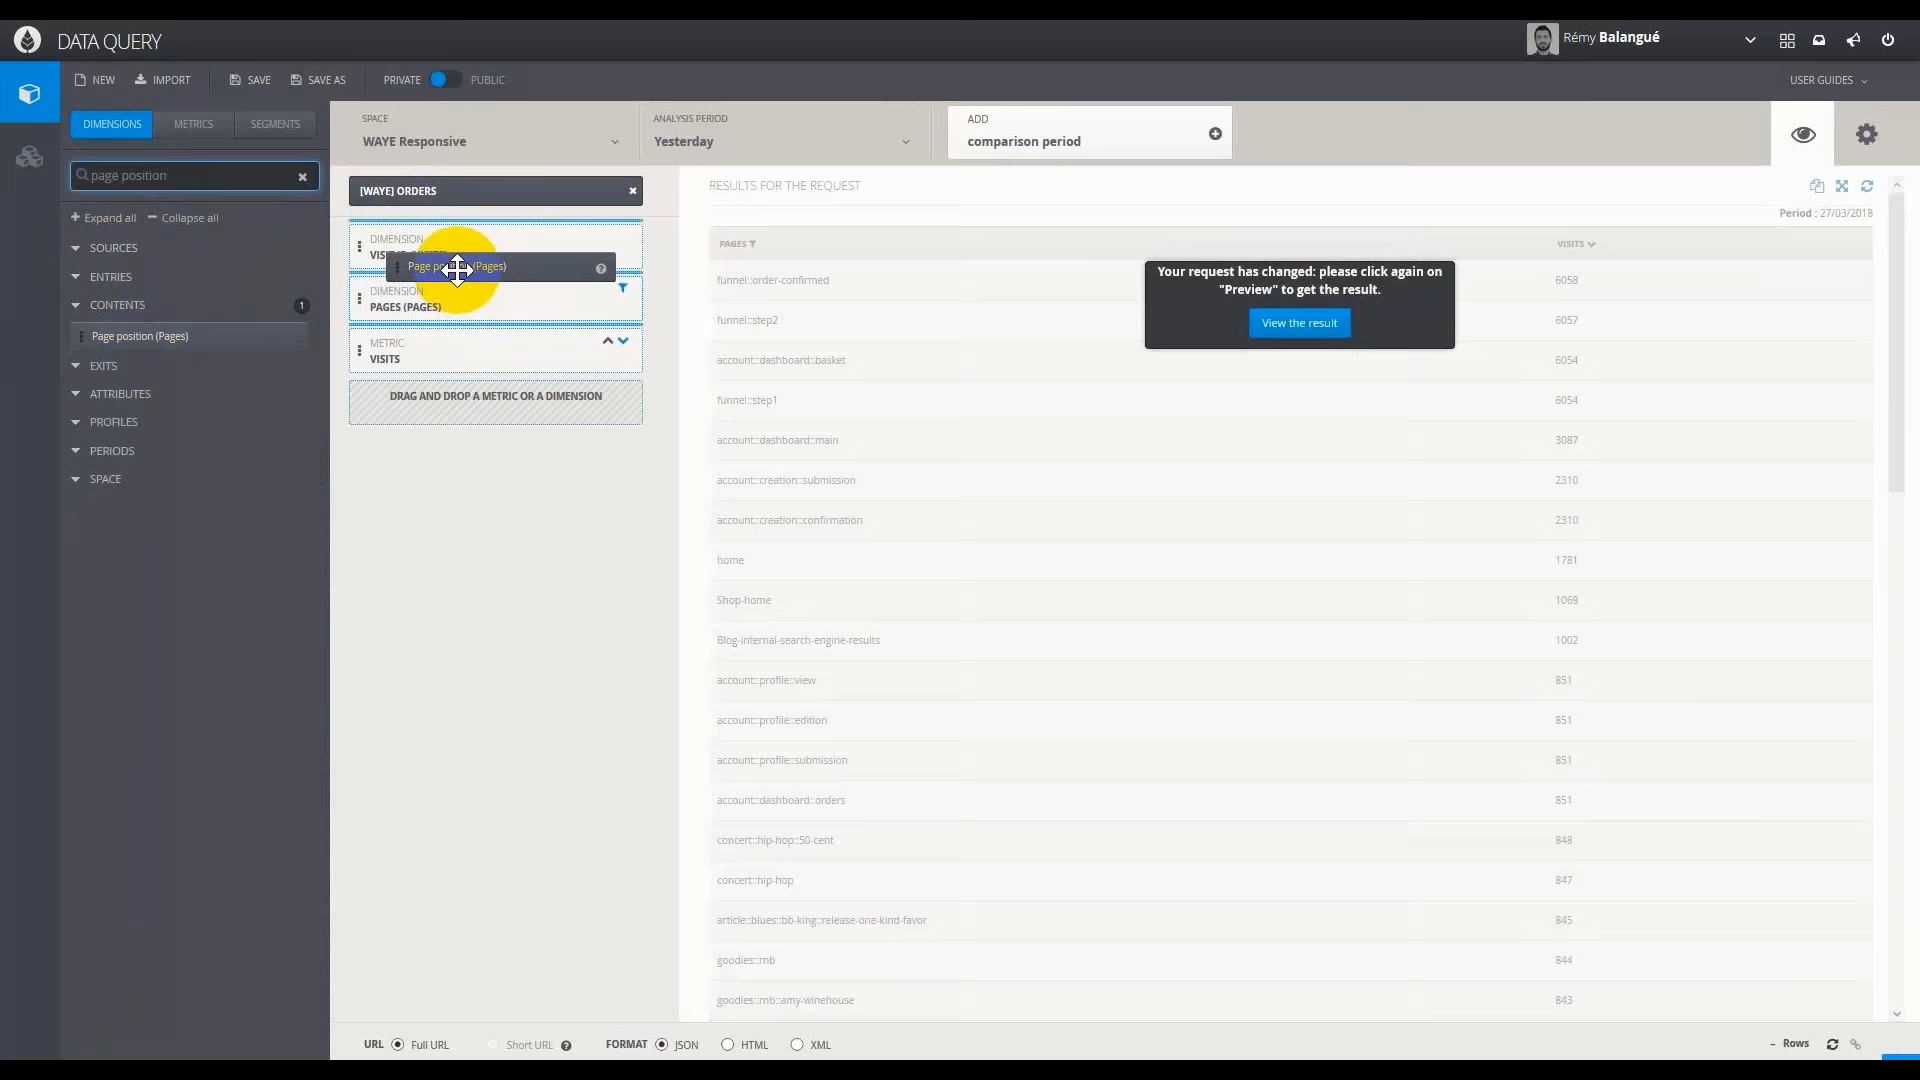 DATA QUERY
Rémy Balangué
NEW
IMPORT
SAVE
SAVE AS
PRIVATE
PUBLIC
USER GUIDES
DIMENSIONS
METRICS
SEGMENTS
page position
Expand all
Collapse all
SOURCES
ENTRIES
CONTENTS
1
Page position (Pages)
EXITS
ATTRIBUTES
PROFILES
PERIODS
SPACE
SPACE
WAYE Responsive
ANALYSIS PERIOD
Yesterday
ADD
comparison period
[WAYE] ORDERS
DIMENSION
Page position (Pages)
DIMENSION
PAGES (PAGES)
METRIC
VISITS
DRAG AND DROP A METRIC OR A DIMENSION
RESULTS FOR THE REQUEST
Period : 27/03/2018
PAGES
VISITS
Your request has changed: please click again on
"Preview" to get the result.
View the result
funnel::order-confirmed 6058
funnel::step2 6057
account::dashboard::basket 6054
funnel::step1 6054
account::dashboard::main 3087
account::creation::submission 2310
account::creation::confirmation 2310
home 1781
Shop-home 1069
Blog-internal-search-engine-results 1002
account::profile::view 851
account::profile::edition 851
account::profile::submission 851
account::dashboard::orders 851
concert::hip-hop::50-cent 848
concert::hip-hop 847
article::blues::bb-king::release-one-kind-favor 845
goodies::rnb 844
goodies::rnb::amy-winehouse 843
URL
Full URL
Short URL
FORMAT
JSON
HTML
XML
– Rows